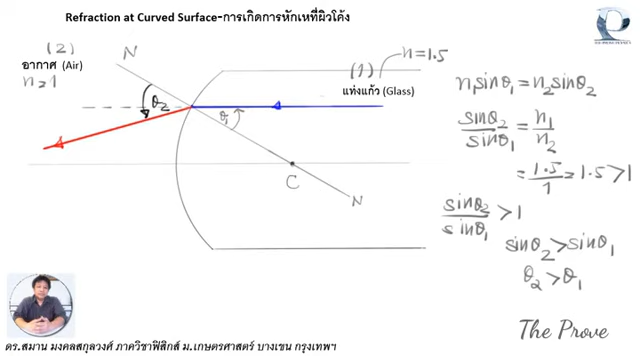 Refraction at Curved Surface-การเกิดการหักเหที่ผิวโค้ง
(2)
อากาศ (Air)
n=1
N
θ2
θ1
(1)
แท่งแก้ว (Glass)
n=1.5
C
N
n1sinθ1=n2sinθ2
sinθ2/sinθ1=n1/n2
=1.5/1=1.5>1
sinθ2/sinθ1>1
sinθ2>sinθ1
θ2>θ1
The Prove
ดร.สมาน มงคลสกุลวงศ์ ภาควิชาฟิสิกส์ ม.เกษตรศาสตร์ บางเขน กรุงเทพฯ